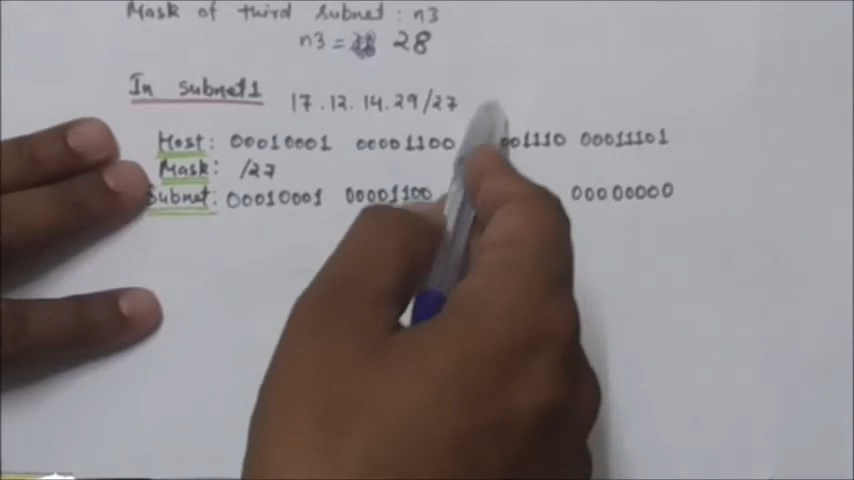 Mask of third subnet: n3
n3 = 28
In subnet1 17.12.14.29/27
Host: 00010001 00001100 001110 00011101
Mask: /27
Subnet: 00010001 00001100 00000000